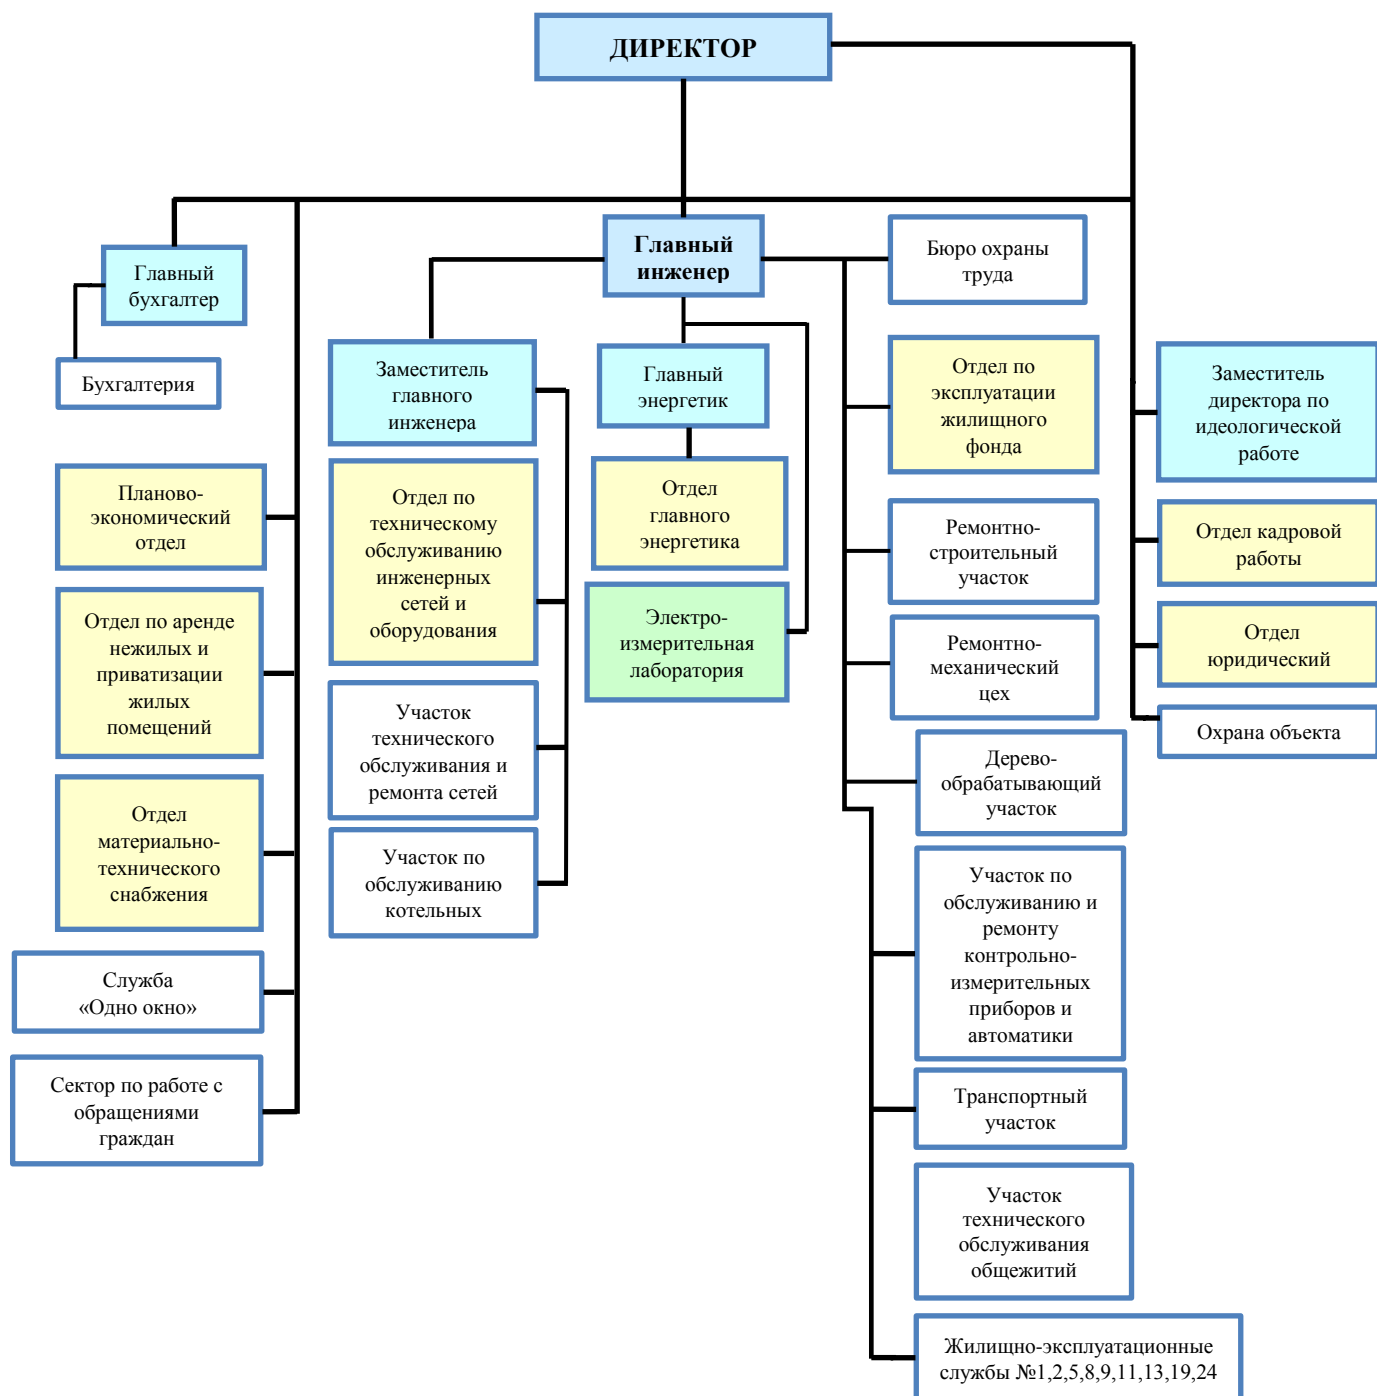 ДИРЕКТОР
Главный
инженер
Бюро охраны
труда
Главный
бухгалтер
Бухгалтерия
Заместитель
главного
инженера
Главный
энергетик
Отдел по
эксплуатации
жилищного
фонда
Заместитель
директора по
идеологической
работе
Планово-
экономический
отдел
Отдел по
техническому
обслуживанию
инженерных
сетей и
оборудования
Отдел
главного
энергетика
Ремонтно-
строительный
участок
Отдел кадровой
работы
Отдел по аренде
нежилых и
приватизации
жилых
помещений
Электро-
измерительная
лаборатория
Ремонтно-
механический
цех
Отдел
юридический
Участок
технического
обслуживания и
ремонта сетей
Охрана объекта
Дерево-
обрабатывающий
участок
Отдел
материально-
технического
снабжения
Участок по
обслуживанию
котельных
Участок по
обслуживанию и
ремонту
контрольно-
измерительных
приборов и
автоматики
Служба
«Одно окно»
Сектор по работе с
обращениями
граждан
Транспортный
участок
Участок
технического
обслуживания
общежитий
Жилищно-эксплуатационные
службы №1,2,5,8,9,11,13,19,24